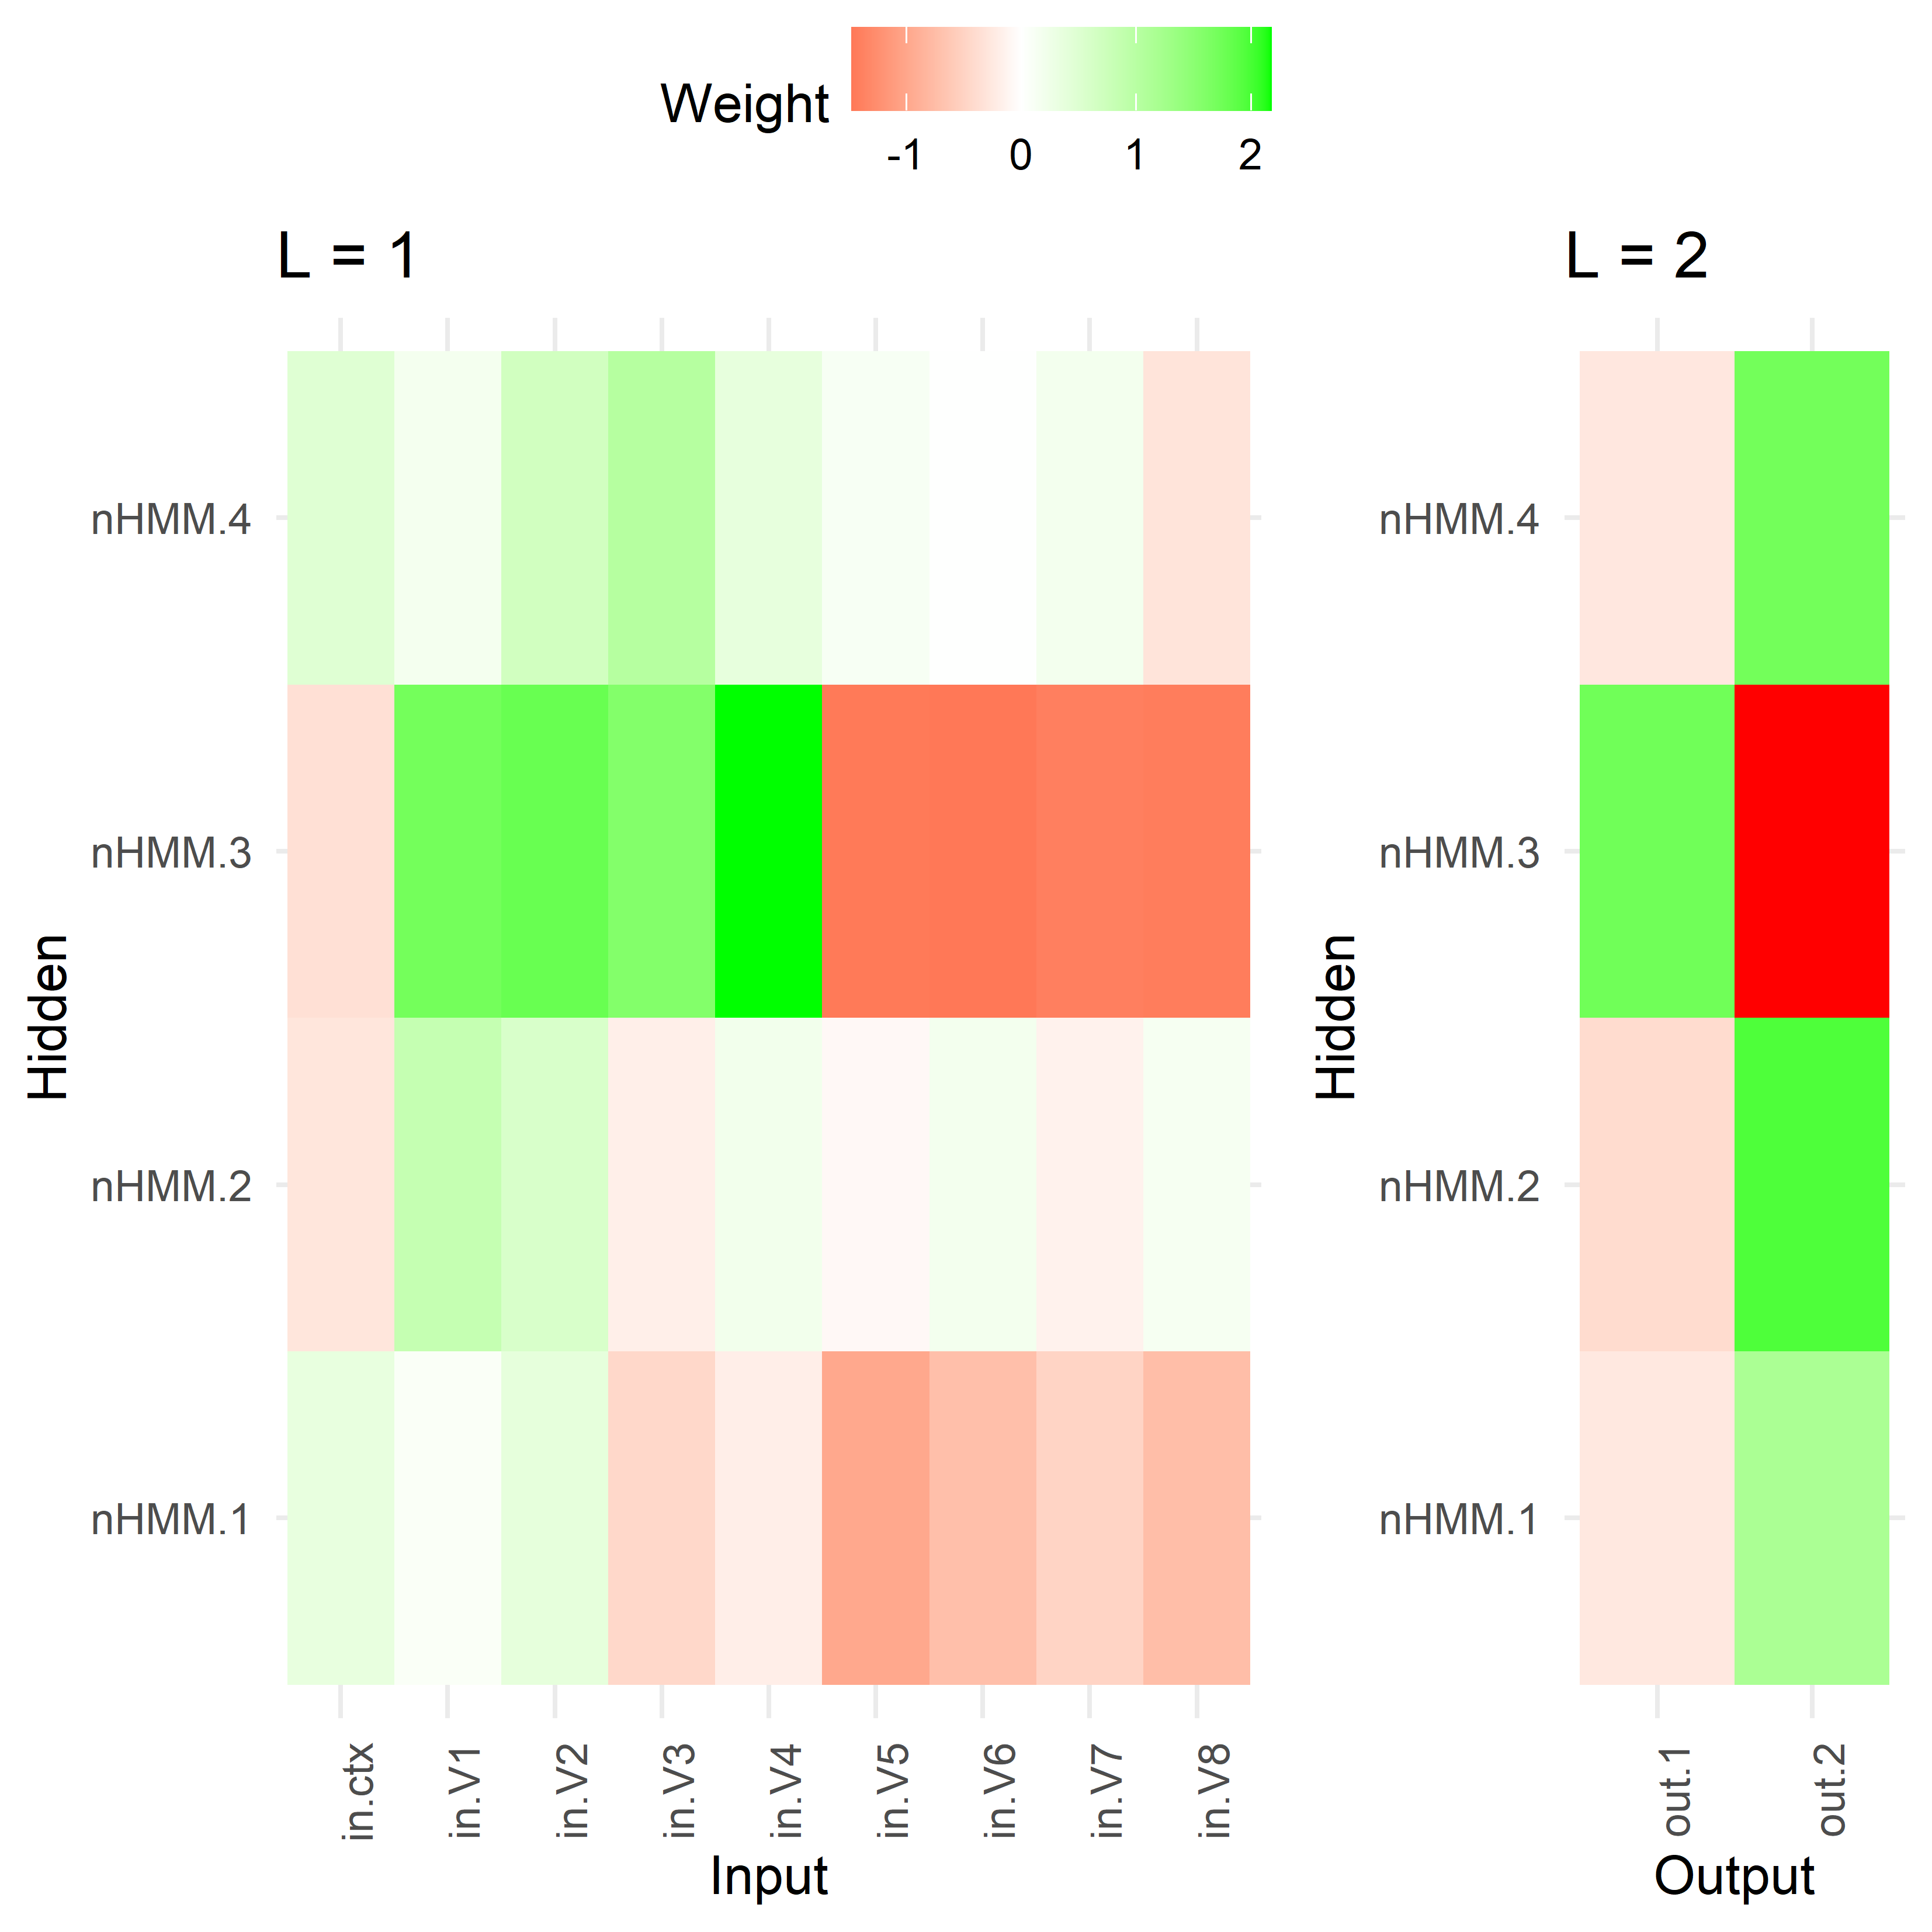 Weight
-1 0 1 2
L = 1
L = 2
Hidden
nHMM.4
nHMM.3
nHMM.2
nHMM.1
in.ctx in.V1 in.V2 in.V3 in.V4 in.V5 in.V6 in.V7 in.V8
Input
Hidden
nHMM.4
nHMM.3
nHMM.2
nHMM.1
out.1 out.2
Output